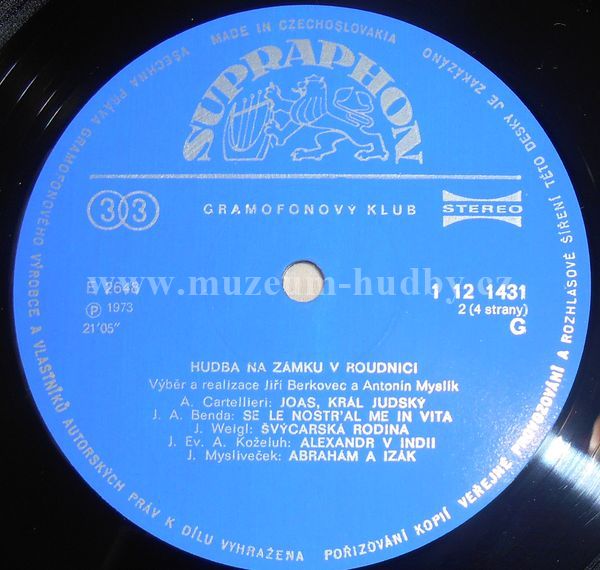 MADE IN CZECHOSLOVAKIA
VŠECHNA PRÁVA GRAMOFONOVÉHO VÝROBCE A VLASTNÍKŮ AUTORSKÝCH PRÁV K DÍLU VYHRAŽENA POŘIZOVÁNÍ KOPIÍ VEŘEJNÉ PROVOZOVÁNÍ A ROZHLASOVÉ ŠÍŘENÍ TÉTO DESKY JE ZAKÁZÁNO
SUPRAPHON
33 GRAMOFONOVÝ KLUB STEREO
www.muzeum-hudby.cz
E 2648 1 12 1431
Ⓟ 1973 2 (4 strany)
21'05" G
HUDBA NA ZÁMKU V ROUDNICI
Výběr a realizace Jiří Berkovec a Antonín Myslík
A. Cartellieri: JOAS, KRÁL JUDSKÝ
J. A. Benda: SE LE NOSTR'AL ME IN VITA
J. Weigl: ŠVÝCARSKÁ RODINA
J. Ev. A. Koželuh: ALEXANDR V INDII
J. Mysliveček: ABRAHÁM A IZÁK